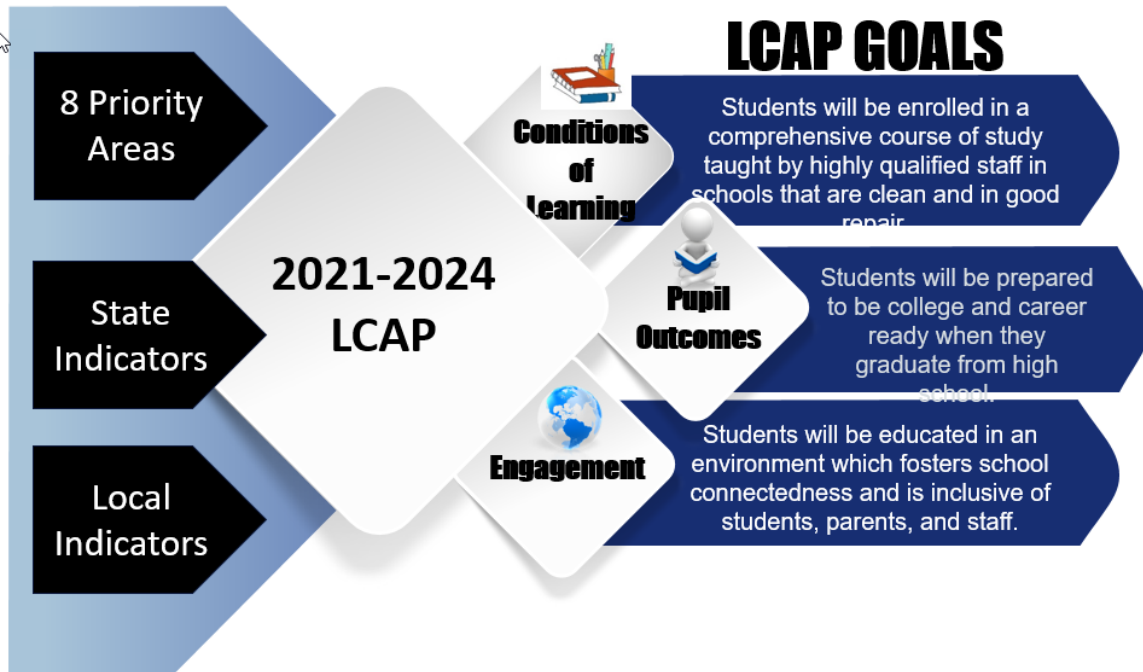 LCAP GOALS
8 Priority
Areas
State
Indicators
Local
Indicators
2021-2024
LCAP
Conditions
of
Learning
Students will be enrolled in a
comprehensive course of study
taught by highly qualified staff in
schools that are clean and in good
repair.
Pupil
Outcomes
Students will be prepared
to be college and career
ready when they
graduate from high
school.
Engagement
Students will be educated in an
environment which fosters school
connectedness and is inclusive of
students, parents, and staff.